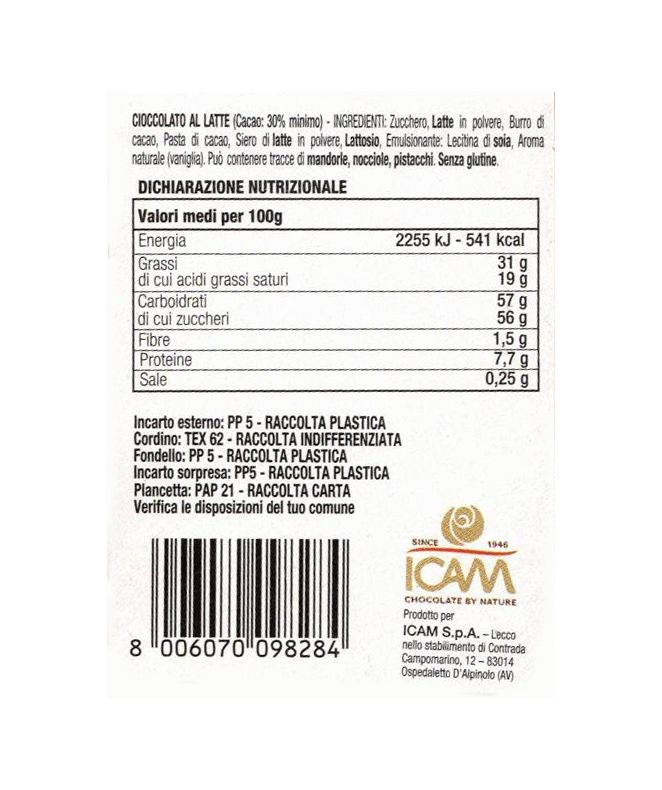 CIOCCOLATO AL LATTE (Cacao: 30% minimo) - INGREDIENTI: Zucchero, Latte in polvere, Burro di
cacao, Pasta di cacao, Siero di latte in polvere, Lattosio, Emulsionante: Lecitina di soia, Aroma
naturale (vaniglia). Può contenere tracce di mandorle, nocciole, pistacchi. Senza glutine.
DICHIARAZIONE NUTRIZIONALE
Valori medi per 100g
Energia 2255 kJ - 541 kcal
Grassi 31 g
di cui acidi grassi saturi 19 g
Carboidrati 57 g
di cui zuccheri 56 g
Fibre 1,5 g
Proteine 7,7 g
Sale 0,25 g
Incarto esterno: PP 5 - RACCOLTA PLASTICA
Cordino: TEX 62 - RACCOLTA INDIFFERENZIATA
Fondello: PP 5 - RACCOLTA PLASTICA
Incarto sorpresa: PP5 - RACCOLTA PLASTICA
Plancetta: PAP 21 - RACCOLTA CARTA
Verifica le disposizioni del tuo comune
8 006070 098284
SINCE 1946
ICAM
CHOCOLATE BY NATURE
Prodotto per
ICAM S.p.A. – Lecco
nello stabilimento di Contrada
Campomarino, 12 – 83014
Ospedaletto D'Alpinolo (AV)